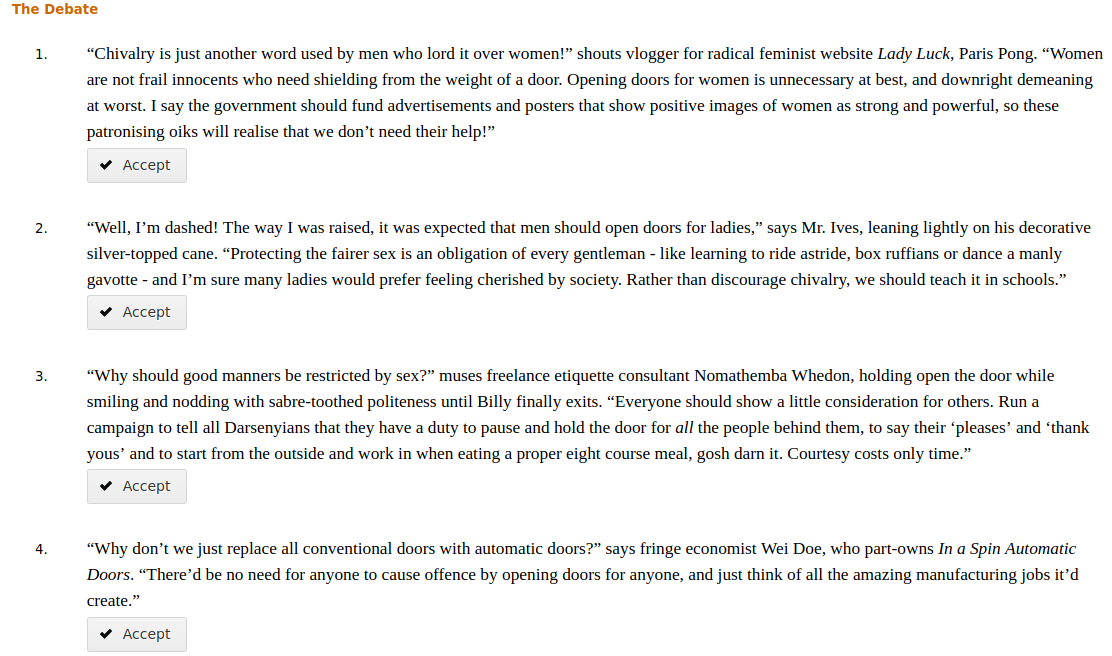 The Debate
1. “Chivalry is just another word used by men who lord it over women!” shouts vlogger for radical feminist website Lady Luck, Paris Pong. “Women
are not frail innocents who need shielding from the weight of a door. Opening doors for women is unnecessary at best, and downright demeaning
at worst. I say the government should fund advertisements and posters that show positive images of women as strong and powerful, so these
patronising oiks will realise that we don’t need their help!”
Accept
2. “Well, I’m dashed! The way I was raised, it was expected that men should open doors for ladies,” says Mr. Ives, leaning lightly on his decorative
silver-topped cane. “Protecting the fairer sex is an obligation of every gentleman - like learning to ride astride, box ruffians or dance a manly
gavotte - and I’m sure many ladies would prefer feeling cherished by society. Rather than discourage chivalry, we should teach it in schools.”
Accept
3. “Why should good manners be restricted by sex?” muses freelance etiquette consultant Nomathemba Whedon, holding open the door while
smiling and nodding with sabre-toothed politeness until Billy finally exits. “Everyone should show a little consideration for others. Run a
campaign to tell all Darsenyians that they have a duty to pause and hold the door for all the people behind them, to say their ‘pleases’ and ‘thank
yous’ and to start from the outside and work in when eating a proper eight course meal, gosh darn it. Courtesy costs only time.”
Accept
4. “Why don’t we just replace all conventional doors with automatic doors?” says fringe economist Wei Doe, who part-owns In a Spin Automatic
Doors. “There’d be no need for anyone to cause offence by opening doors for anyone, and just think of all the amazing manufacturing jobs it’d
create.”
Accept